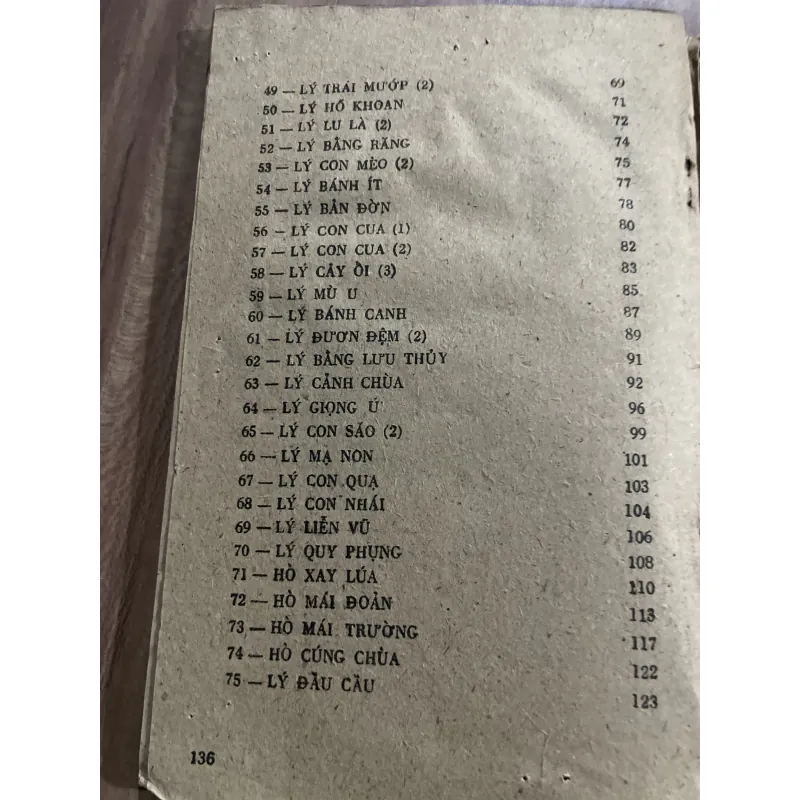 49 — LÝ TRÁI MƯỚP (2) 69
50 — LÝ HỐ KHOAN 71
51 — LÝ LU LÀ (2) 72
52 — LÝ BẰNG RĂNG 74
53 — LÝ CON MÈO (2) 75
54 — LÝ BÁNH ÍT 77
55 — LÝ BẢN ĐỜN 78
56 — LÝ CON CUA (1) 80
57 — LÝ CON CUA (2) 82
58 — LÝ CÂY ỔI (3) 83
59 — LÝ MÙ U 85
60 — LÝ BÁNH CANH 87
61 — LÝ ĐƯƠN ĐỆM (2) 89
62 — LÝ BẰNG LƯU THỦY 91
63 — LÝ CẢNH CHÙA 92
64 — LÝ GIỌNG Ứ 96
65 — LÝ CON SÁO (2) 99
66 — LÝ MẠ NON 101
67 — LÝ CON QUẠ 103
68 — LÝ CON NHÁI 104
69 — LÝ LIỄN VŨ 106
70 — LÝ QUY PHỤNG 108
71 — HÒ XAY LÚA 110
72 — HÒ MÁI ĐOẢN 113
73 — HÒ MÁI TRƯỜNG 117
74 — HÒ CÚNG CHÙA 122
75 — LÝ ĐẦU CẦU 123
136